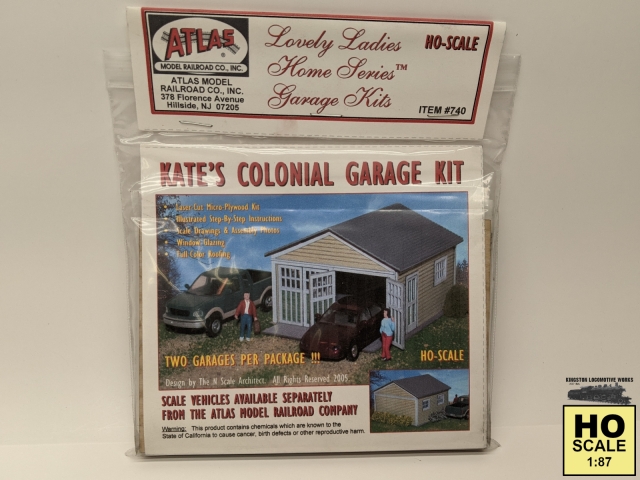 ATLAS
®
MODEL RAILROAD CO., INC.
ATLAS MODEL
RAILROAD CO., INC.
378 Florence Avenue
Hillside, NJ 07205
Lovely Ladies
Home Series™
Garage Kits
HO-SCALE
ITEM #740
KATE'S COLONIAL GARAGE KIT
• Laser-Cut Micro-Plywood Kit
• Illustrated Step-By-Step Instructions
• Scale Drawings & Assembly Photos
• Window Glazing
• Full-Color Roofing
TWO GARAGES PER PACKAGE !!!
HO-SCALE
Design by The N Scale Architect. All Rights Reserved 2005
SCALE VEHICLES AVAILABLE SEPARATELY
FROM THE ATLAS MODEL RAILROAD COMPANY
Warning: This product contains chemicals which are known to the
State of California to cause cancer, birth defects or other reproductive harm.
KINGSTON LOCOMOTIVE WORKS
HO
SCALE
1:87